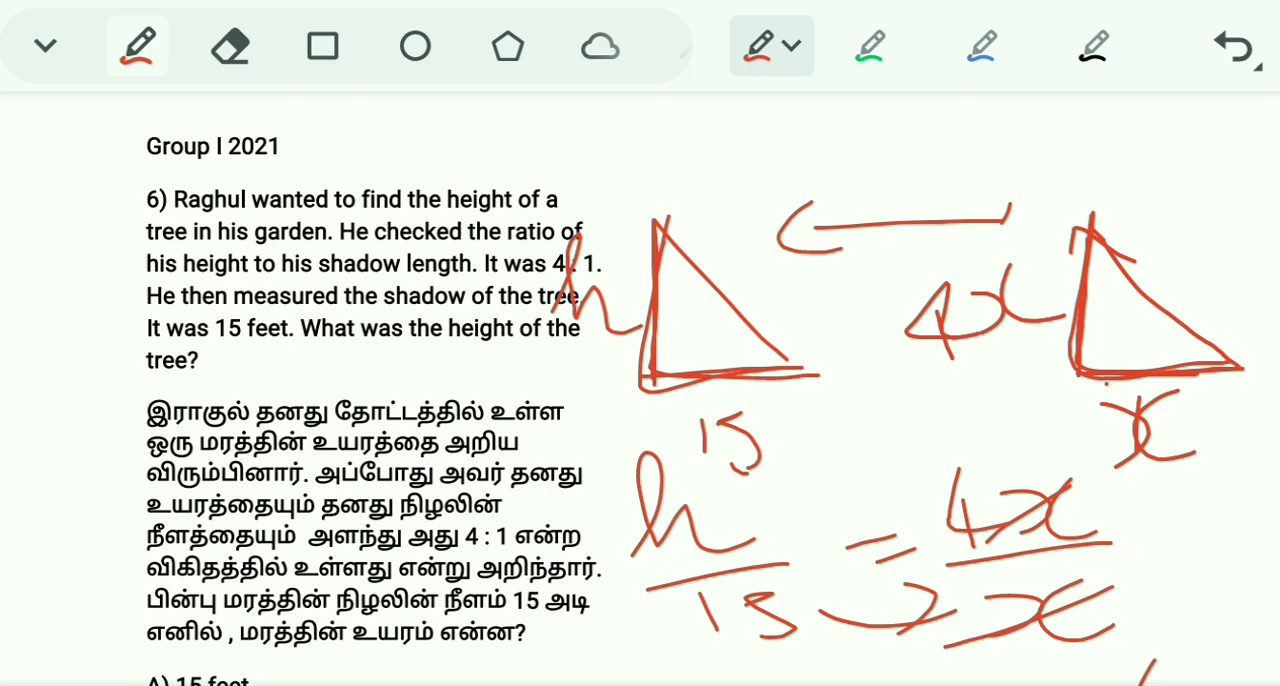 Group I 2021
6) Raghul wanted to find the height of a
tree in his garden. He checked the ratio of
his height to his shadow length. It was 4 : 1.
He then measured the shadow of the tree.
It was 15 feet. What was the height of the
tree?
இராகுல் தனது தோட்டத்தில் உள்ள
ஒரு மரத்தின் உயரத்தை அறிய
விரும்பினார். அப்போது அவர் தனது
உயரத்தையும் தனது நிழலின்
நீளத்தையும் அளந்து அது 4 : 1 என்ற
விகிதத்தில் உள்ளது என்று அறிந்தார்.
பின்பு மரத்தின் நிழலின் நீளம் 15 அடி
எனில் , மரத்தின் உயரம் என்ன?
A) 15 feet
h
15
4x
x
h = 4x
15 x